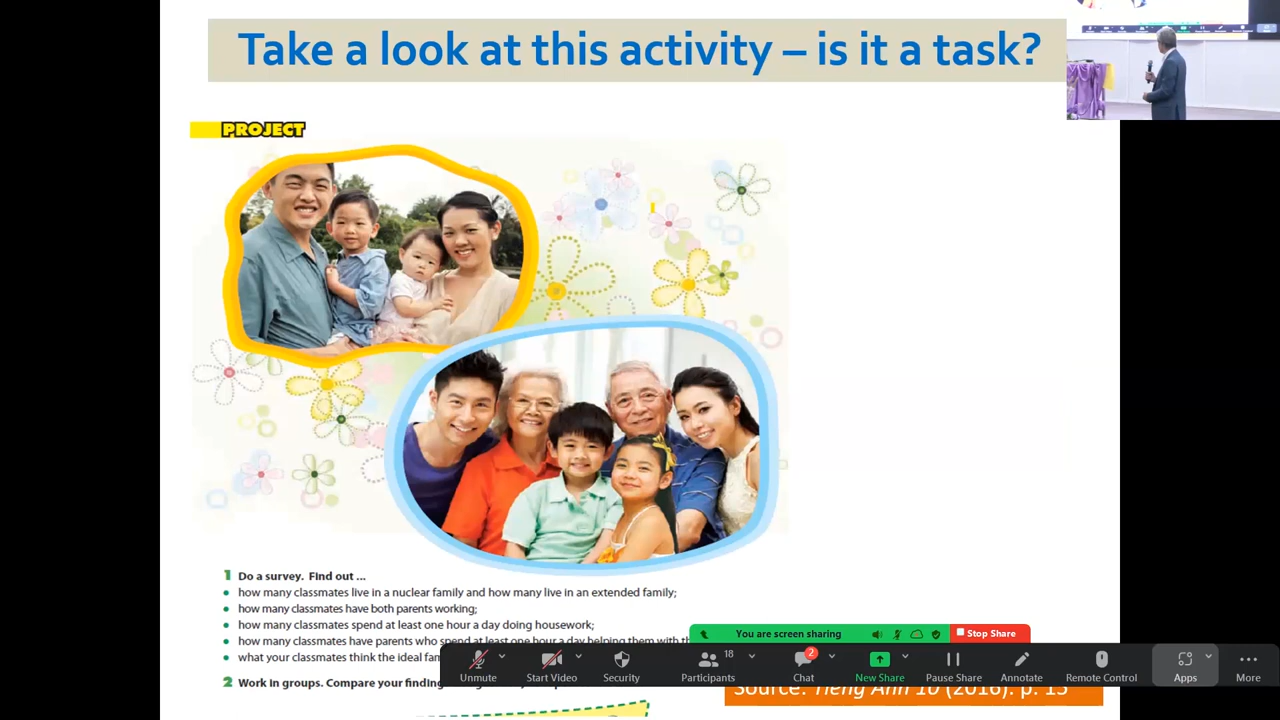 Take a look at this activity – is it a task?
PROJECT
1 Do a survey. Find out ...
• how many classmates live in a nuclear family and how many live in an extended family;
• how many classmates have both parents working;
• how many classmates spend at least one hour a day doing housework;
• how many classmates have parents who spend at least one hour a day helping them with
• what your classmates think the ideal
2 Work in groups. Compare your
You are screen sharing
Stop Share
18
2
Unmute
Start Video
Security
Participants
Chat
New Share
Pause Share
Annotate
Remote Control
Apps
More
Source: Tieng Anh 10 (2016). p. 15